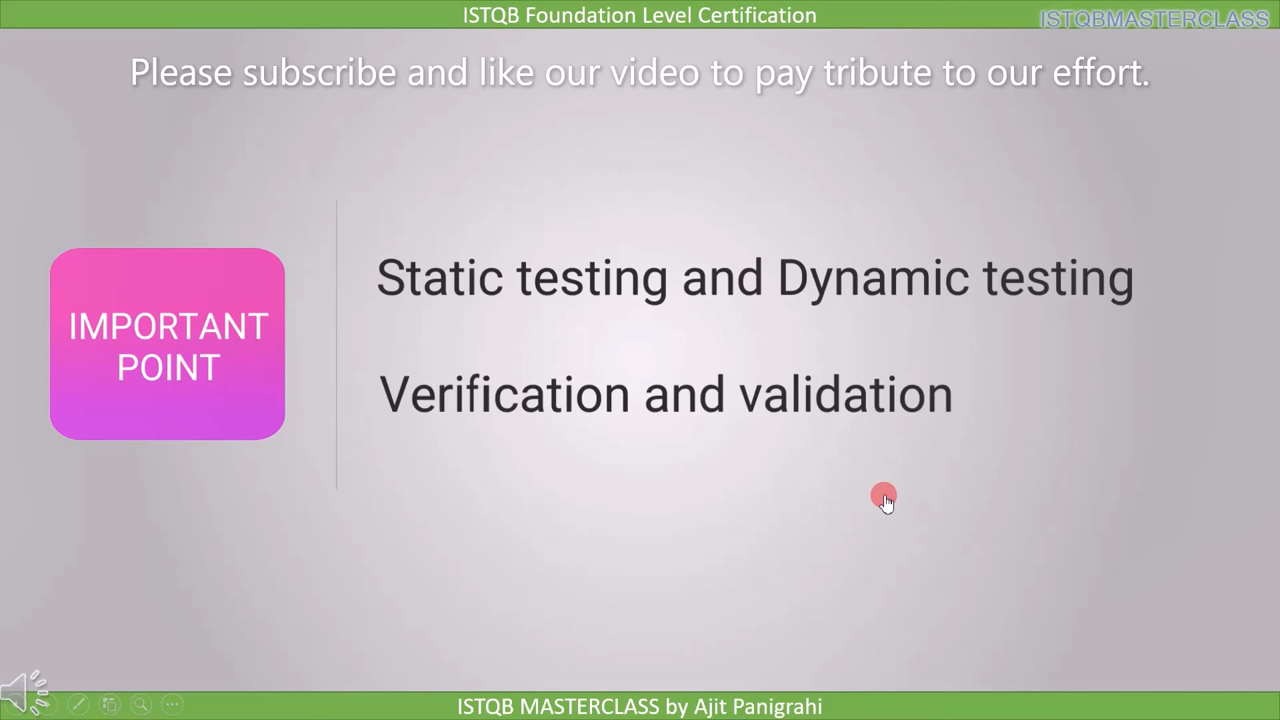 ISTQB Foundation Level Certification
ISTQBMASTERCLASS
Please subscribe and like our video to pay tribute to our effort.
IMPORTANT
POINT
Static testing and Dynamic testing
Verification and validation
ISTQB MASTERCLASS by Ajit Panigrahi